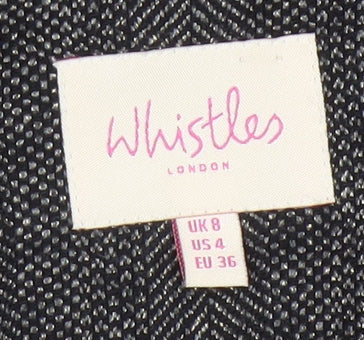 Whistles
LONDON
UK 8
US 4
EU 36